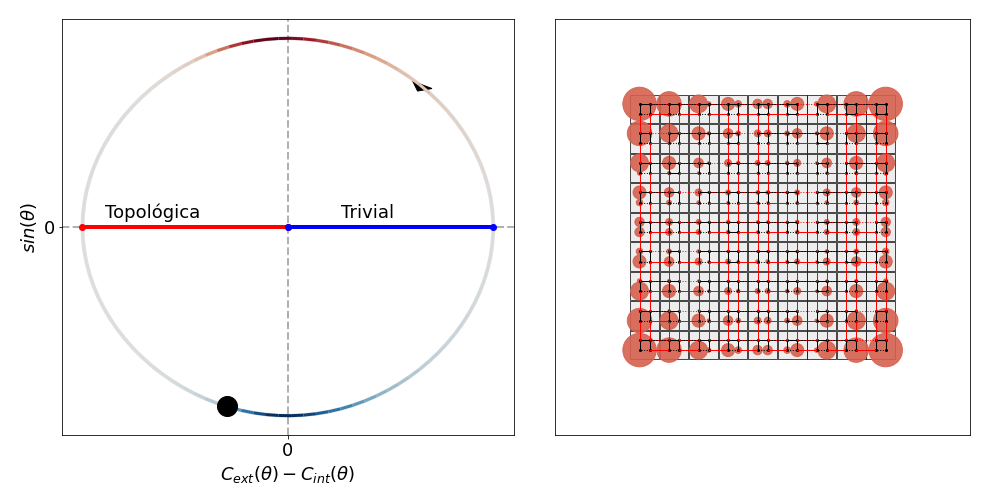 Topológica
Trivial
sin(θ)
0
0
C_ext(θ) − C_int(θ)